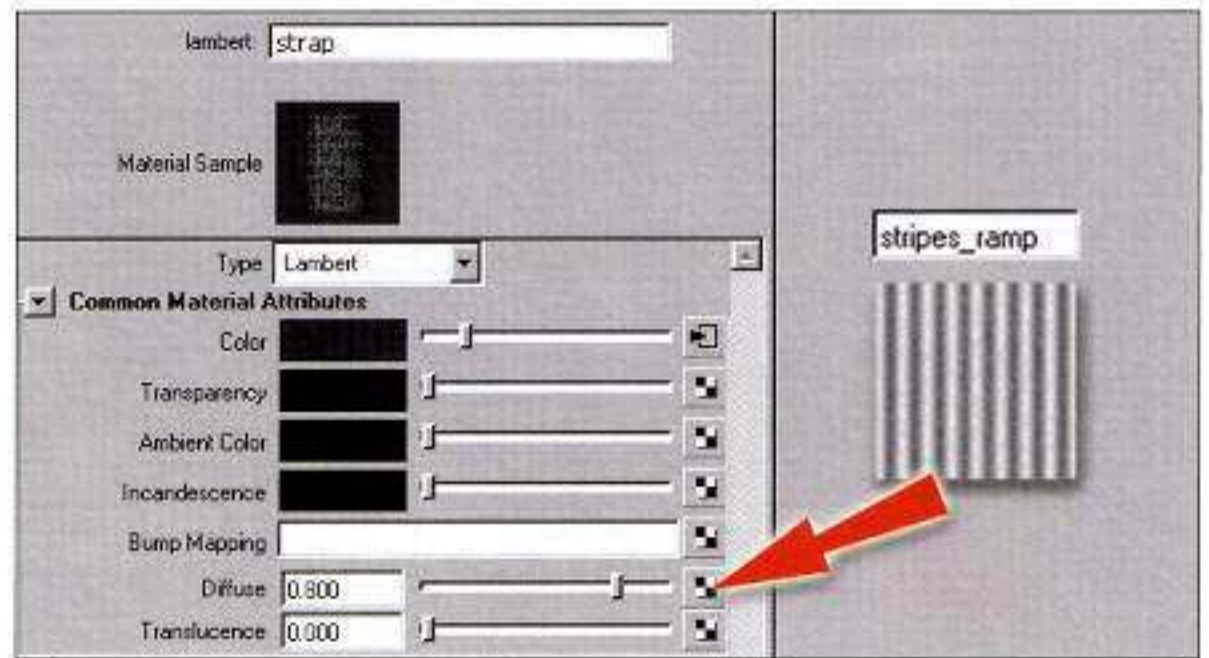 lambert: strap
Material Sample
stripes_ramp
Type Lambert
Common Material Attributes
Color
Transparency
Ambient Color
Incandescence
Bump Mapping
Diffuse 0.800
Translucence 0.000